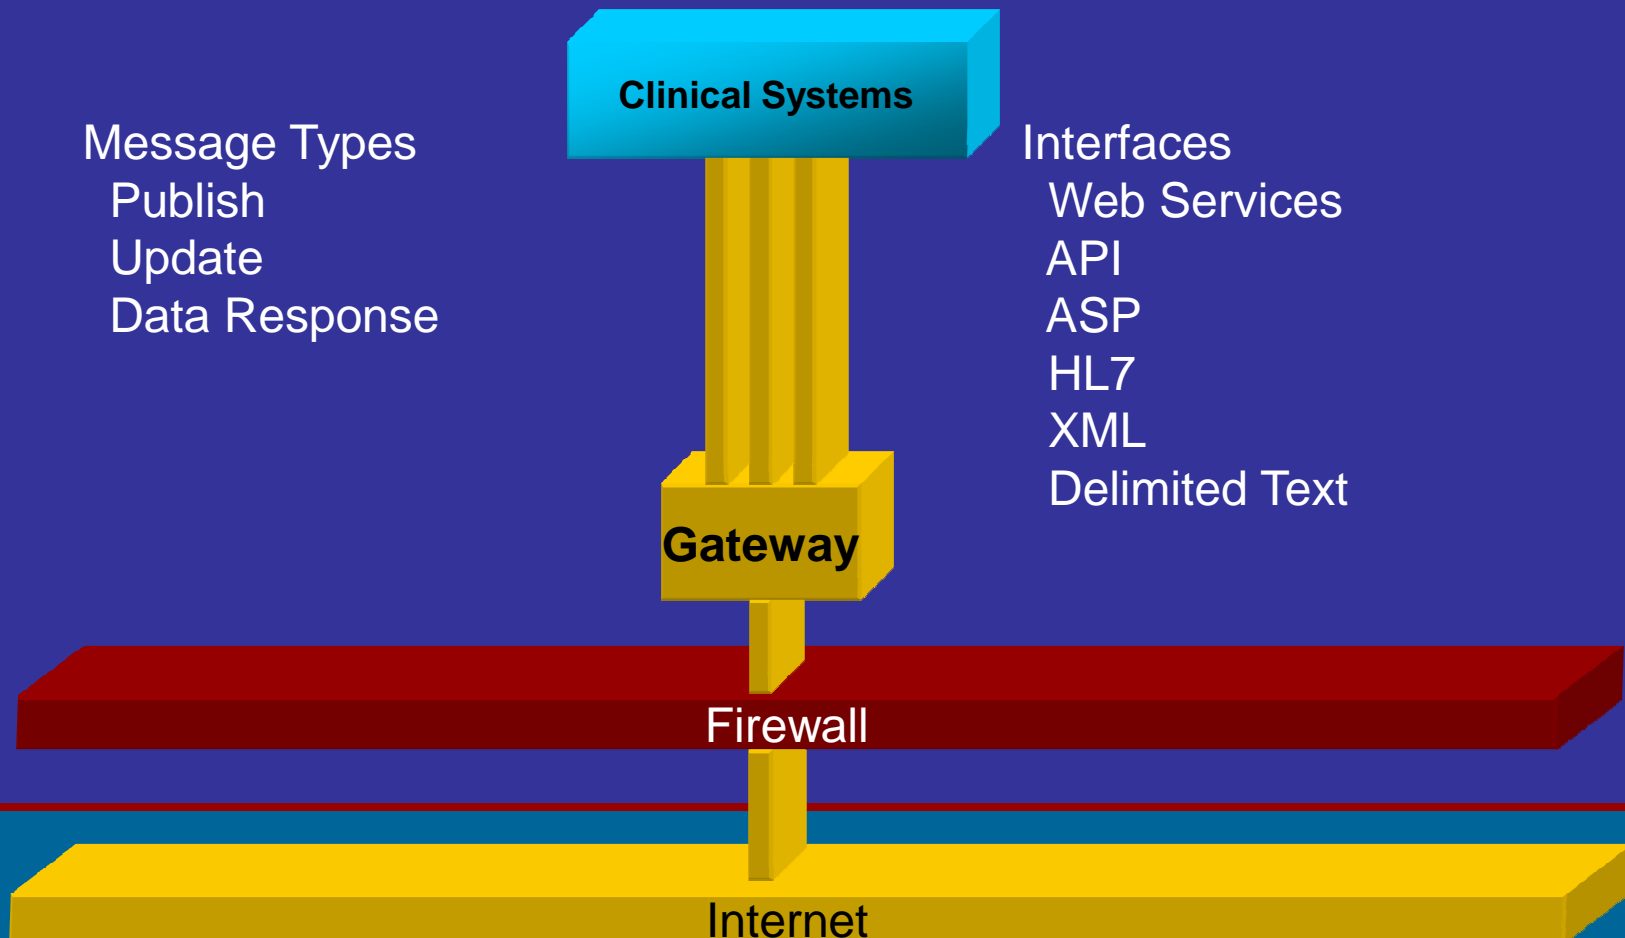 Clinical Systems
Message Types
Publish
Update
Data Response
Interfaces
Web Services
API
ASP
HL7
XML
Delimited Text
Gateway
Firewall
Internet